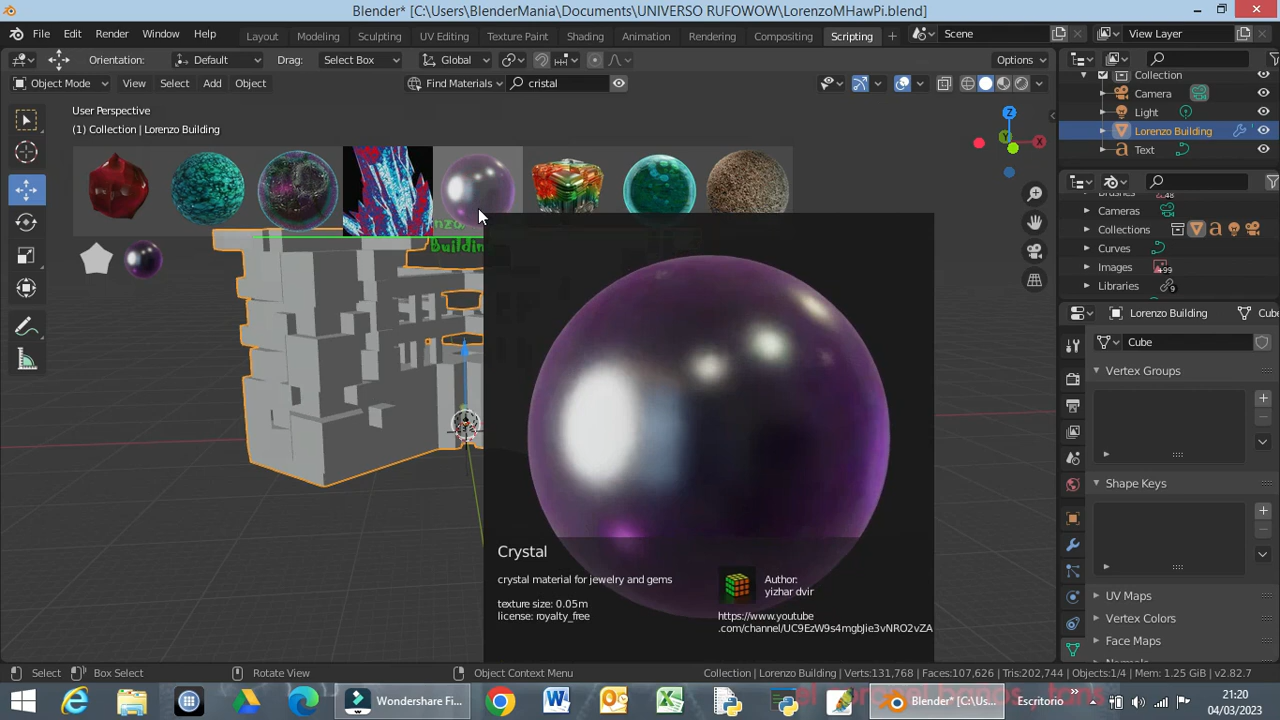 Blender* [C:\Users\BlenderMania\Documents\UNIVERSO RUFOWOW\LorenzoMHawPi.blend]
File Edit Render Window Help Layout Modeling Sculpting UV Editing Texture Paint Shading Animation Rendering Compositing Scripting + Scene View Layer
Orientation: Default Drag: Select Box Global Options
Object Mode View Select Add Object Find Materials cristal
Collection
Camera
Light
Lorenzo Building
Text
User Perspective
(1) Collection | Lorenzo Building
Z
Y
X
Building
Cameras
Collections
Curves
Images +99
Libraries 9
Lorenzo Building
Cube
Vertex Groups
Shape Keys
UV Maps
Vertex Colors
Face Maps
Crystal
crystal material for jewelry and gems
texture size: 0.05m
license: royalty_free
Author:
yizhar dvir
https://www.youtube
.com/channel/UC9EzW9s4mgbJie3vNRO2vZA
Select Box Select Rotate View Object Context Menu Collection | Lorenzo Building | Verts:131,768 | Faces:107,626 | Tris:202,744 | Objects:1/4 | Mem: 1.25 GiB | v2.82.7
Wondershare Fi... Blender* [C:\Us... Escritorio
21:20
04/03/2023